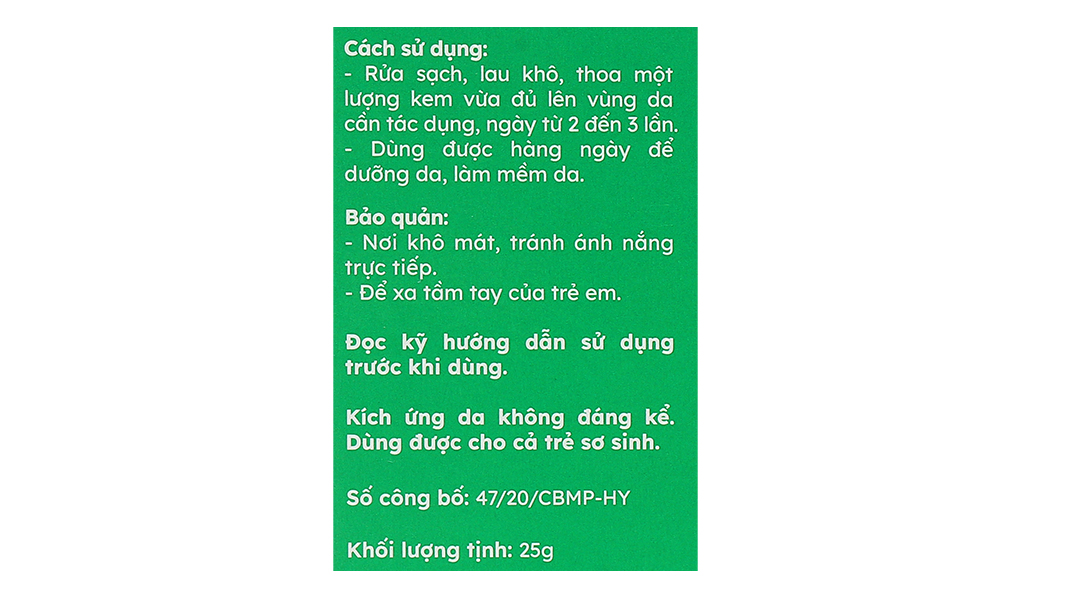 Cách sử dụng:
- Rửa sạch, lau khô, thoa một
lượng kem vừa đủ lên vùng da
cần tác dụng, ngày từ 2 đến 3 lần.
- Dùng được hàng ngày để
dưỡng da, làm mềm da.
Bảo quản:
- Nơi khô mát, tránh ánh nắng
trực tiếp.
- Để xa tầm tay của trẻ em.
Đọc kỹ hướng dẫn sử dụng
trước khi dùng.
Kích ứng da không đáng kể.
Dùng được cho cả trẻ sơ sinh.
Số công bố: 47/20/CBMP-HY
Khối lượng tịnh: 25g